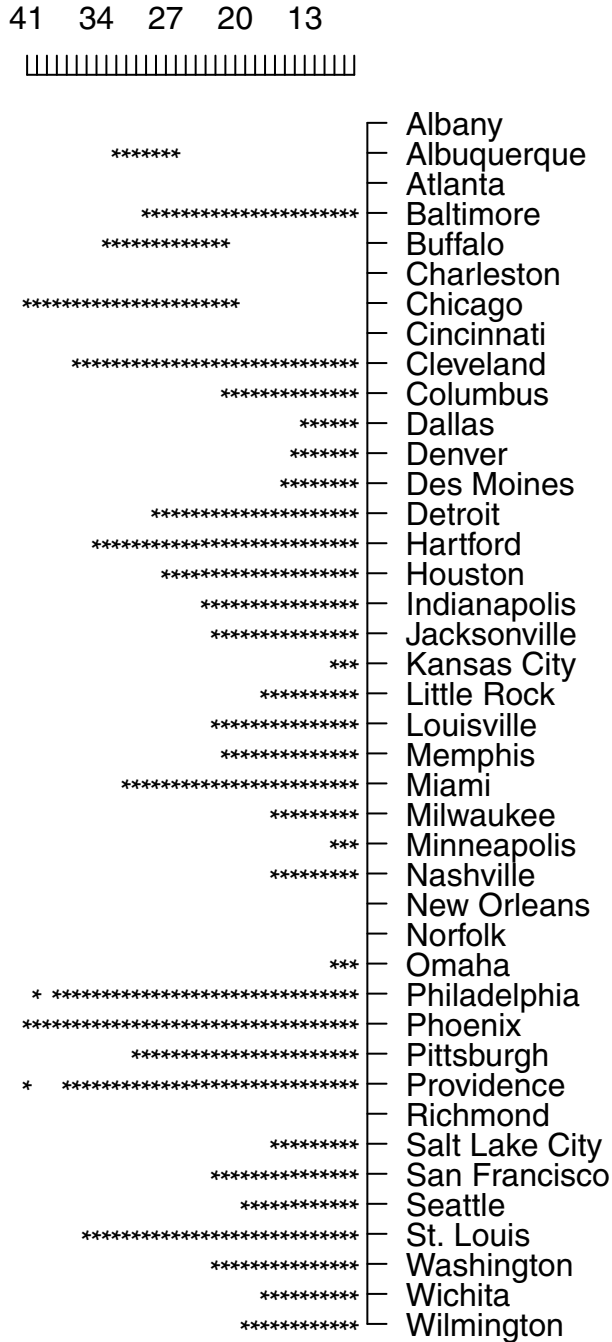 41 34 27 20 13
Albany
Albuquerque
Atlanta
Baltimore
Buffalo
Charleston
Chicago
Cincinnati
Cleveland
Columbus
Dallas
Denver
Des Moines
Detroit
Hartford
Houston
Indianapolis
Jacksonville
Kansas City
Little Rock
Louisville
Memphis
Miami
Milwaukee
Minneapolis
Nashville
New Orleans
Norfolk
Omaha
Philadelphia
Phoenix
Pittsburgh
Providence
Richmond
Salt Lake City
San Francisco
Seattle
St. Louis
Washington
Wichita
Wilmington